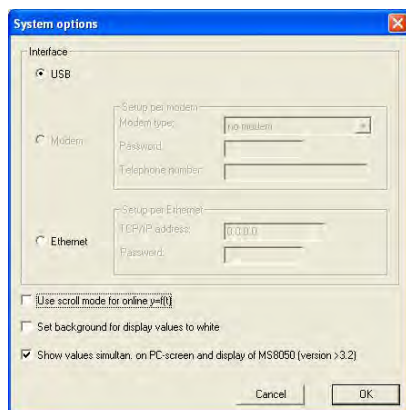 System options
Interface
USB
Modem
Setup per modem
Modem type:
no modem
Password:
Telephone number:
Ethernet
Setup per Ethernet
TCP/IP address:
0.0.0.0
Password:
Use scroll mode for online y=f(t)
Set background for display values to white
Show values simultan. on PC-screen and display of MS8050 (version >3.2)
Cancel
OK